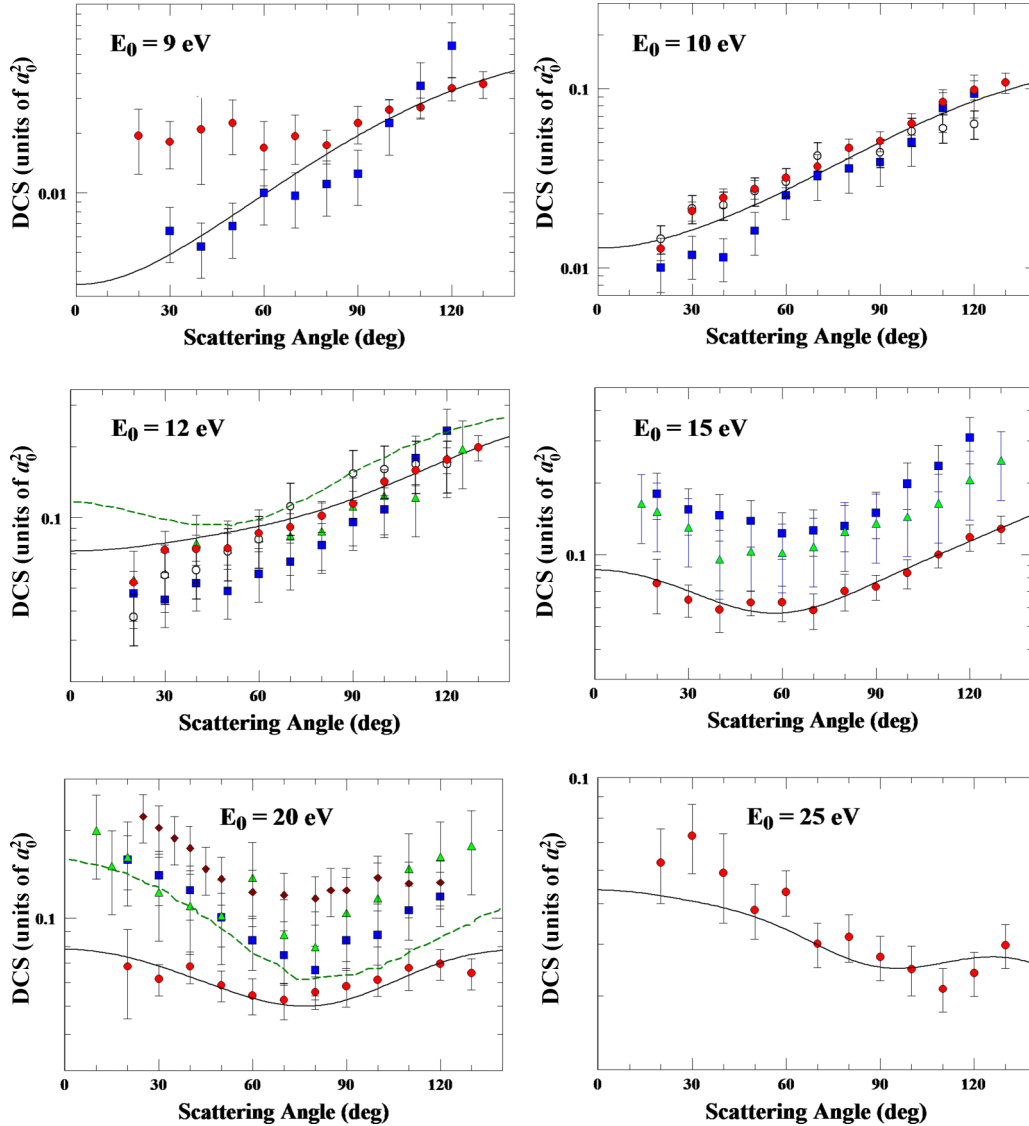 E₀ = 9 eV
DCS (units of a₀²)
0.01
0 30 60 90 120
Scattering Angle (deg)
E₀ = 10 eV
DCS (units of a₀²)
0.1
0.01
0 30 60 90 120
Scattering Angle (deg)
E₀ = 12 eV
DCS (units of a₀²)
0.1
0 30 60 90 120
Scattering Angle (deg)
E₀ = 15 eV
DCS (units of a₀²)
0.1
0 30 60 90 120
Scattering Angle (deg)
E₀ = 20 eV
DCS (units of a₀²)
0.1
0 30 60 90 120
Scattering Angle (deg)
0.1
E₀ = 25 eV
DCS (units of a₀²)
0 30 60 90 120
Scattering Angle (deg)